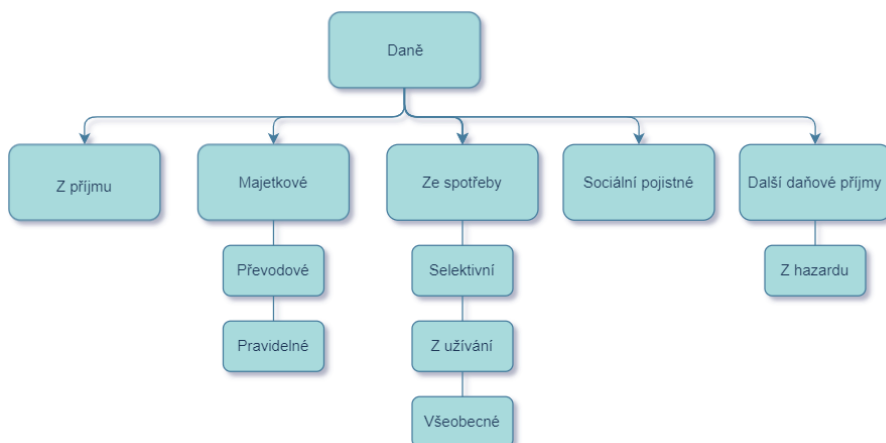 Daně
Z příjmu
Majetkové
Ze spotřeby
Sociální pojistné
Další daňové příjmy
Převodové
Selektivní
Z hazardu
Pravidelné
Z užívání
Všeobecné